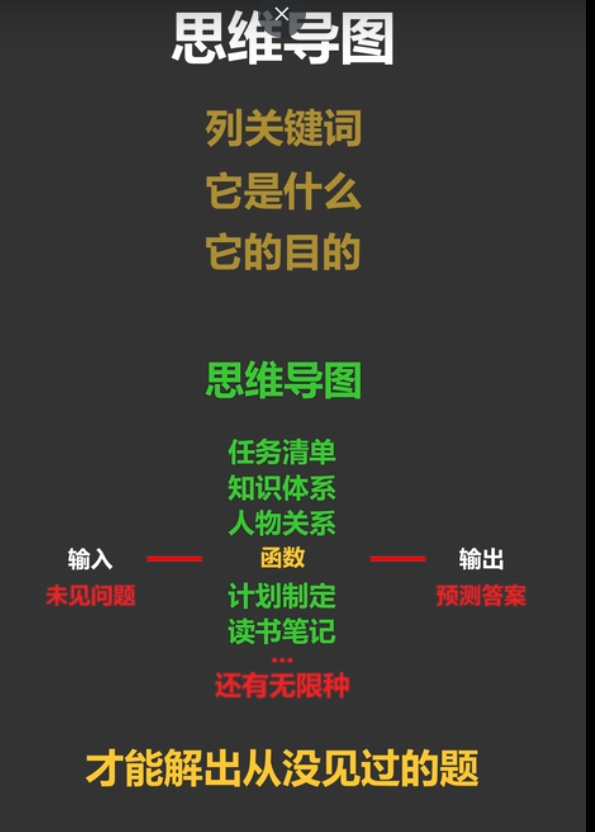 思维导图
列关键词
它是什么
它的目的
思维导图
任务清单
知识体系
人物关系
输入 函数 输出
未见问题 计划制定 预测答案
读书笔记
...
还有无限种
才能解出从没见过的题